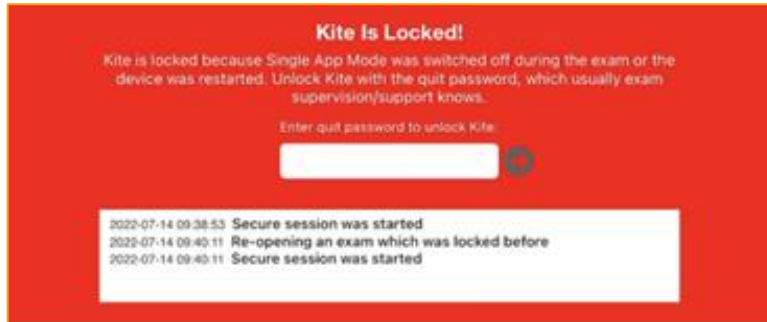 Kite Is Locked!
Kite is locked because Single App Mode was switched off during the exam or the
device was restarted. Unlock Kite with the quit password, which usually exam
supervision/support knows.
Enter quit password to unlock Kite:
2022-07-14 09:38:53 Secure session was started
2022-07-14 09:40:11 Re-opening an exam which was locked before
2022-07-14 09:40:11 Secure session was started